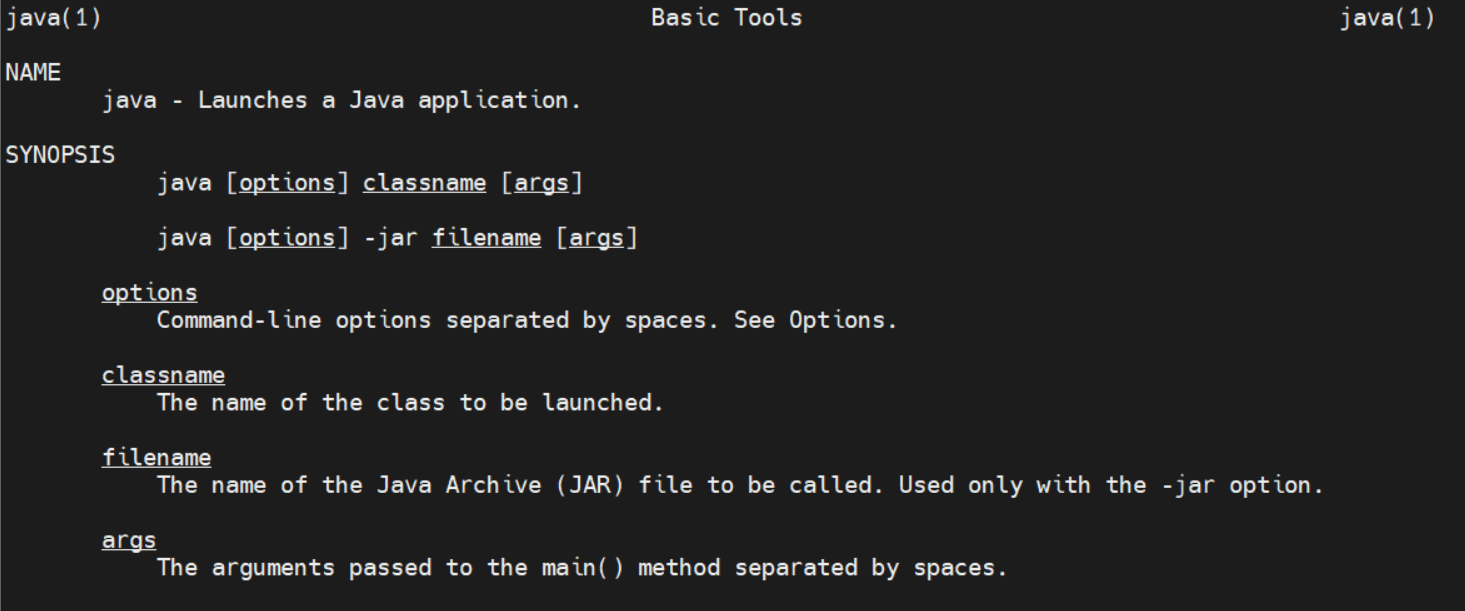 java(1) Basic Tools java(1)
NAME
java - Launches a Java application.
SYNOPSIS
java [options] classname [args]
java [options] -jar filename [args]
options
Command-line options separated by spaces. See Options.
classname
The name of the class to be launched.
filename
The name of the Java Archive (JAR) file to be called. Used only with the -jar option.
args
The arguments passed to the main() method separated by spaces.